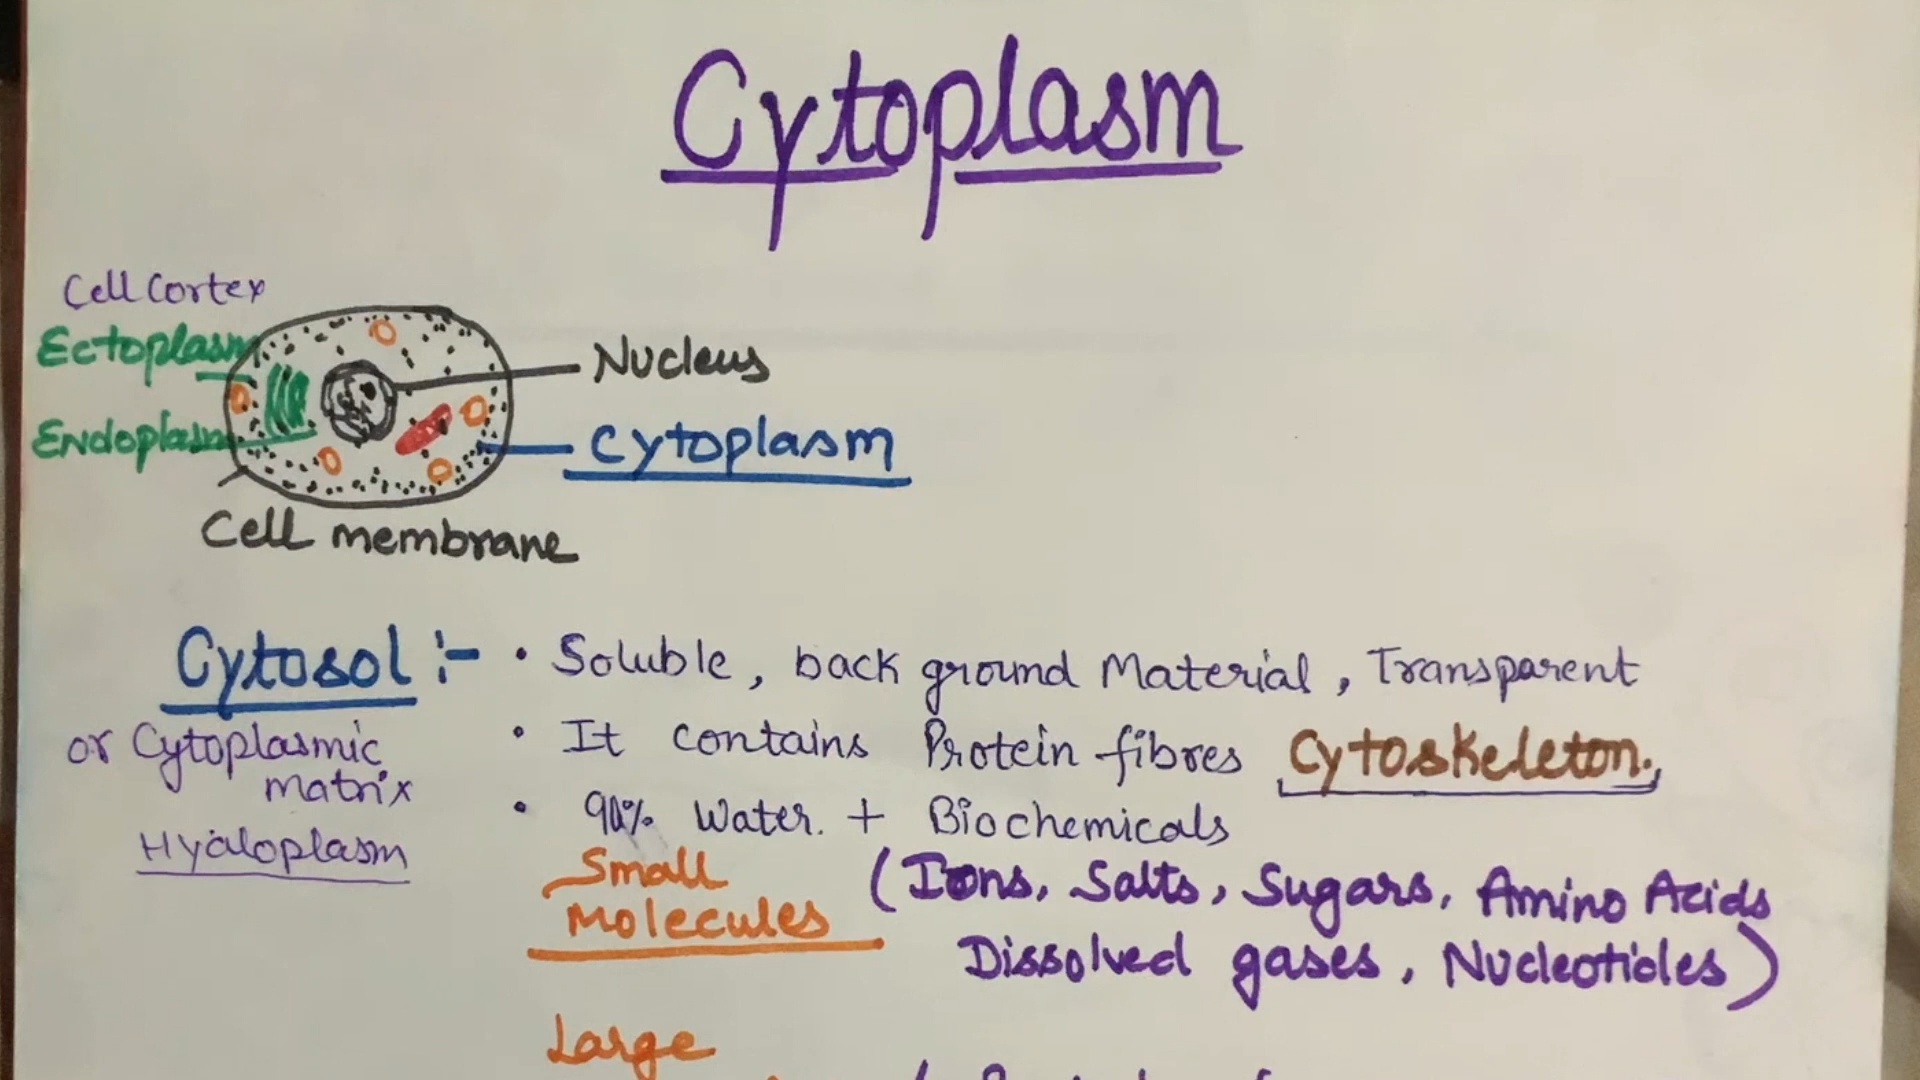 Cytoplasm
Cell Cortex
Ectoplasm
Endoplasm
Nucleus
Cytoplasm
Cell membrane
Cytosol :- • Soluble, back ground Material, Transparent
or Cytoplasmic
matrix
Hyaloplasm
• It contains Protein fibres Cytoskeleton.
• 90% Water. + Biochemicals
Small
Molecules
(Ions, Salts, Sugars, Amino Acids
Dissolved gases, Nucleotides)
Large